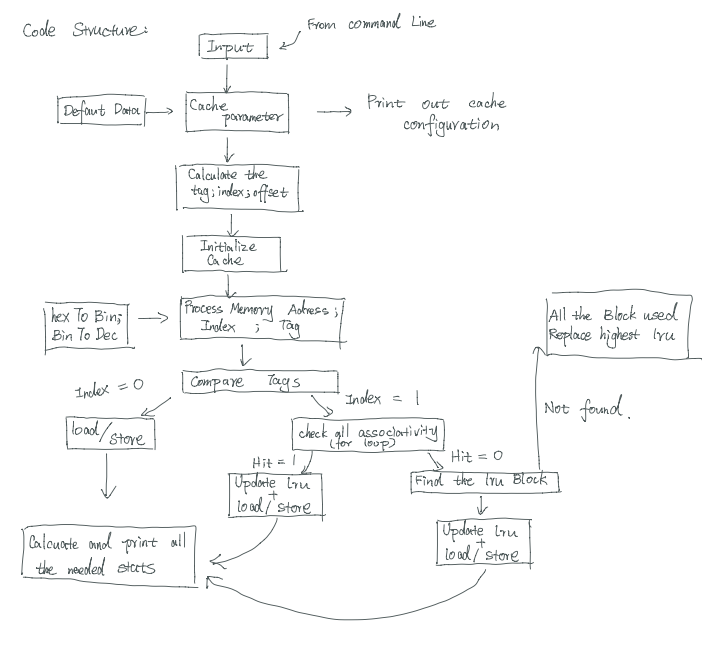 Code Structure:
From command Line
Input
Defaut Data
Cache
parameter
Print out cache
configuration
Calculate the
tag; index; offset
Initialize
Cache
hex To Bin;
Bin To Dec
Process Memory Adress;
Index ; Tag
All the Block used
Replace highest lru
Compare Tags
Index = 0
Index = 1
Not found.
load/
store
check all associativity
(for loop)
Hit = 1
Hit = 0
Update lru
+
load/store
Find the lru Block
Update lru
+
load/store
Calcuate and print all
the needed stats